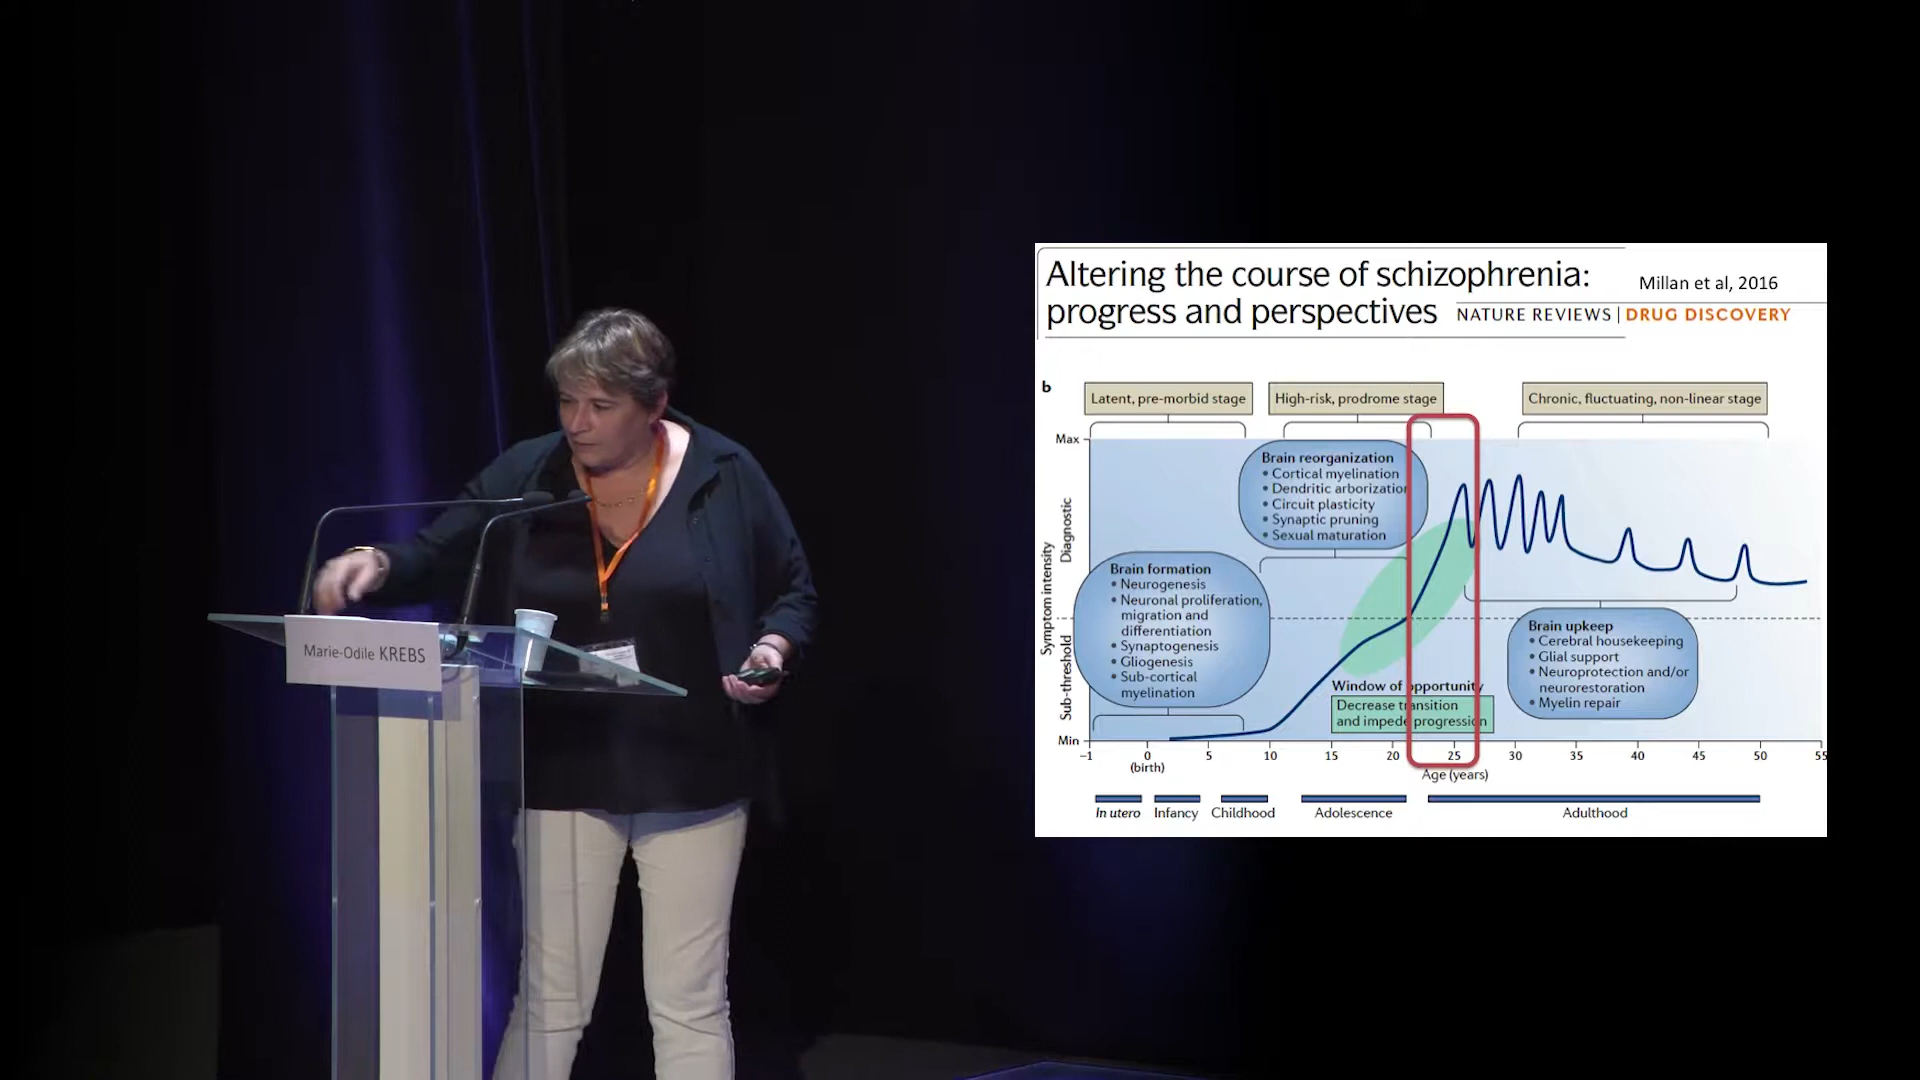 Marie-Odile KREBS
Altering the course of schizophrenia:
progress and perspectives
Millan et al, 2016
NATURE REVIEWS | DRUG DISCOVERY
b
Latent, pre-morbid stage
High-risk, prodrome stage
Chronic, fluctuating, non-linear stage
Max
Symptom intensity
Diagnostic
Sub-threshold
Min
Brain reorganization
• Cortical myelination
• Dendritic arborization
• Circuit plasticity
• Synaptic pruning
• Sexual maturation
Brain formation
• Neurogenesis
• Neuronal proliferation,
migration and
differentiation
• Synaptogenesis
• Gliogenesis
• Sub-cortical
myelination
Window of opportunity
Decrease transition
and impede progression
Brain upkeep
• Cerebral housekeeping
• Glial support
• Neuroprotection and/or
neurorestoration
• Myelin repair
−1 0 5 10 15 20 25 30 35 40 45 50 55
(birth)
Age (years)
In utero Infancy Childhood Adolescence Adulthood